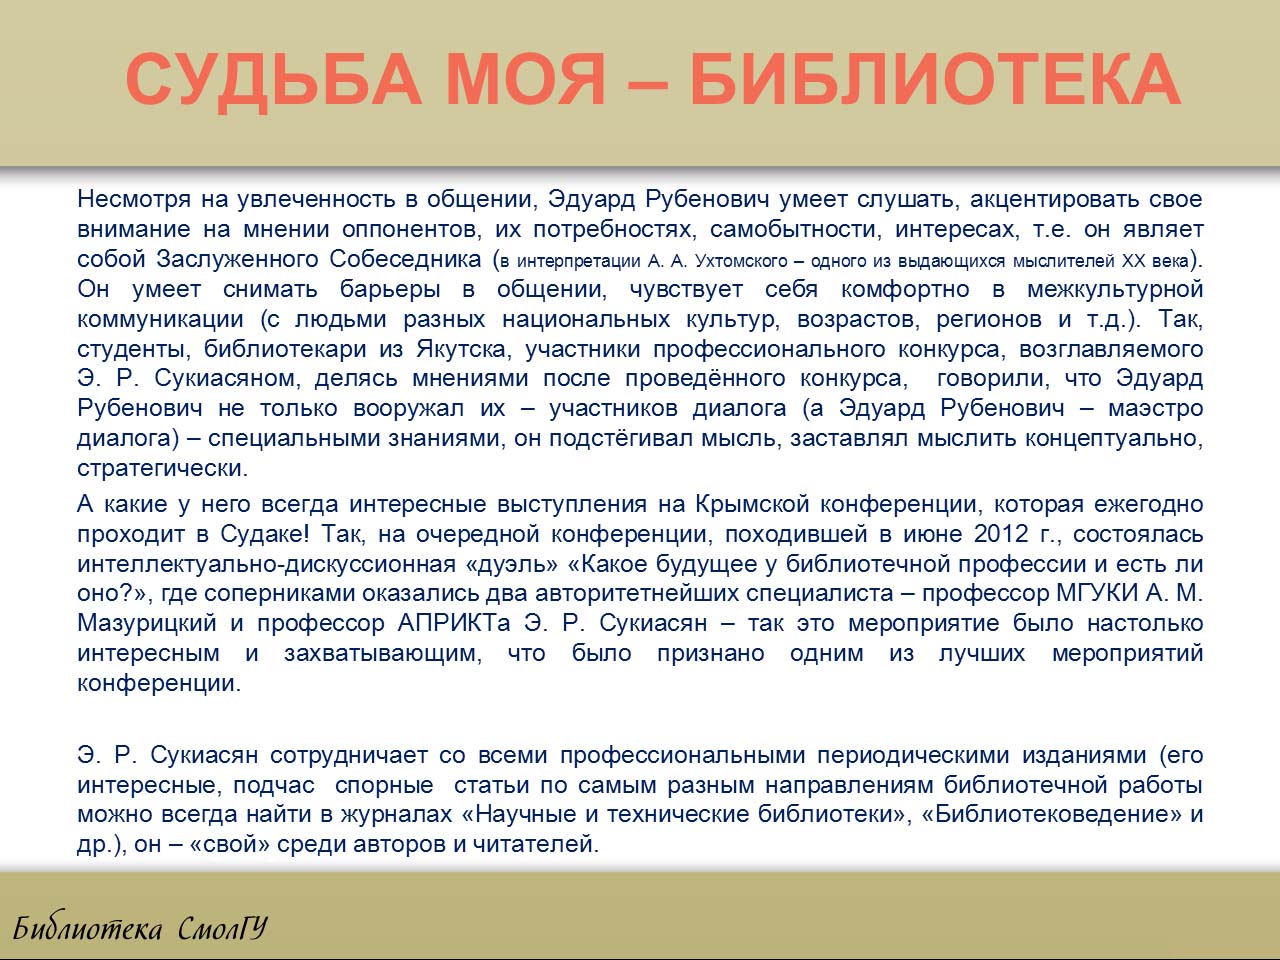 СУДЬБА МОЯ – БИБЛИОТЕКА
Несмотря на увлеченность в общении, Эдуард Рубенович умеет слушать, акцентировать свое
внимание на мнении оппонентов, их потребностях, самобытности, интересах, т.е. он являет
собой Заслуженного Собеседника (в интерпретации А. А. Ухтомского – одного из выдающихся мыслителей XX века).
Он умеет снимать барьеры в общении, чувствует себя комфортно в межкультурной
коммуникации (с людьми разных национальных культур, возрастов, регионов и т.д.). Так,
студенты, библиотекари из Якутска, участники профессионального конкурса, возглавляемого
Э. Р. Сукиасяном, делясь мнениями после проведённого конкурса, говорили, что Эдуард
Рубенович не только вооружал их – участников диалога (а Эдуард Рубенович – маэстро
диалога) – специальными знаниями, он подстёгивал мысль, заставлял мыслить концептуально,
стратегически.
А какие у него всегда интересные выступления на Крымской конференции, которая ежегодно
проходит в Судаке! Так, на очередной конференции, походившей в июне 2012 г., состоялась
интеллектуально-дискуссионная «дуэль» «Какое будущее у библиотечной профессии и есть ли
оно?», где соперниками оказались два авторитетнейших специалиста – профессор МГУКИ А. М.
Мазурицкий и профессор АПРИКТа Э. Р. Сукиасян – так это мероприятие было настолько
интересным и захватывающим, что было признано одним из лучших мероприятий
конференции.
Э. Р. Сукиасян сотрудничает со всеми профессиональными периодическими изданиями (его
интересные, подчас спорные статьи по самым разным направлениям библиотечной работы
можно всегда найти в журналах «Научные и технические библиотеки», «Библиотековедение» и
др.), он – «свой» среди авторов и читателей.
Библиотека СмолГУ